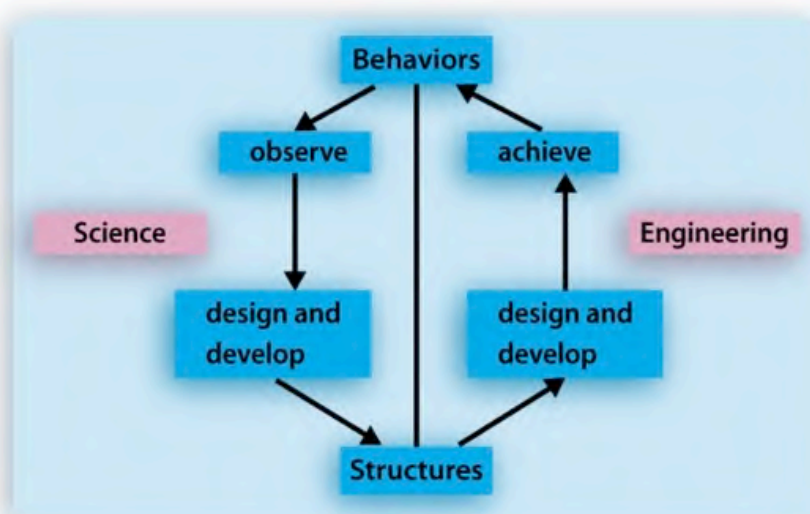 Behaviors
observe
achieve
Science
Engineering
design and
develop
design and
develop
Structures